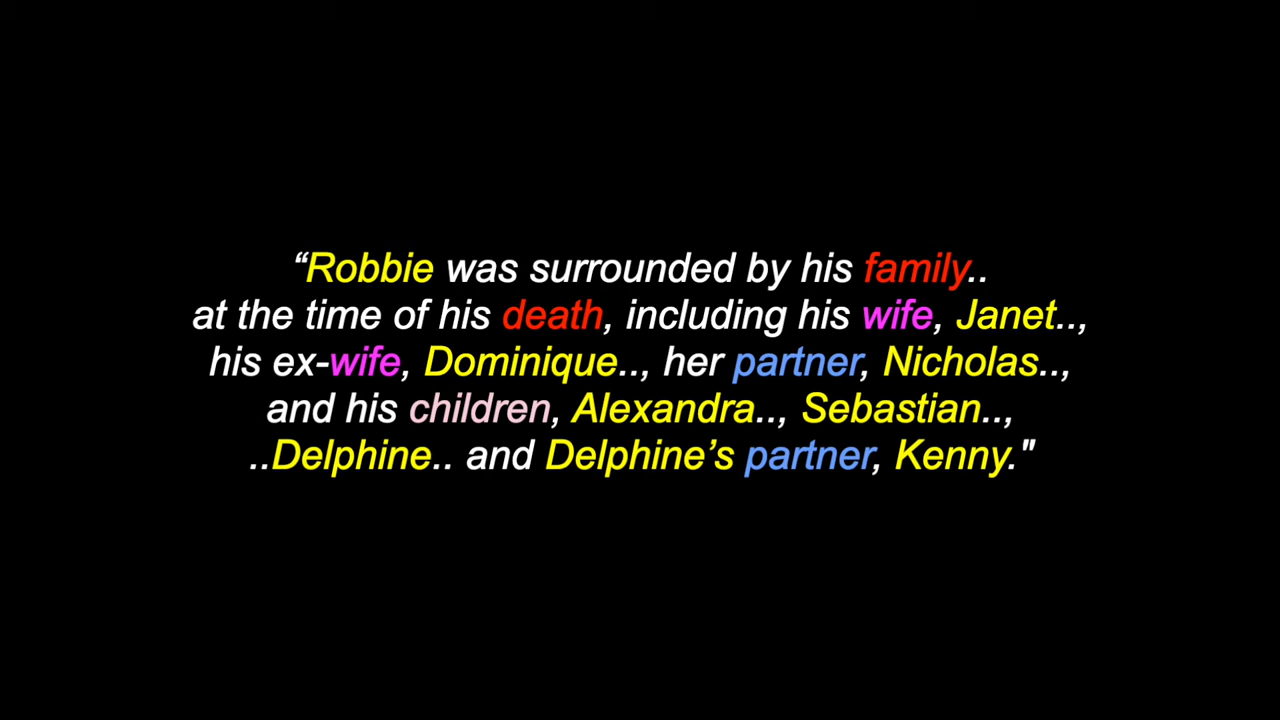 “Robbie was surrounded by his family..
at the time of his death, including his wife, Janet..,
his ex-wife, Dominique.., her partner, Nicholas..,
and his children, Alexandra.., Sebastian..,
..Delphine.. and Delphine’s partner, Kenny."